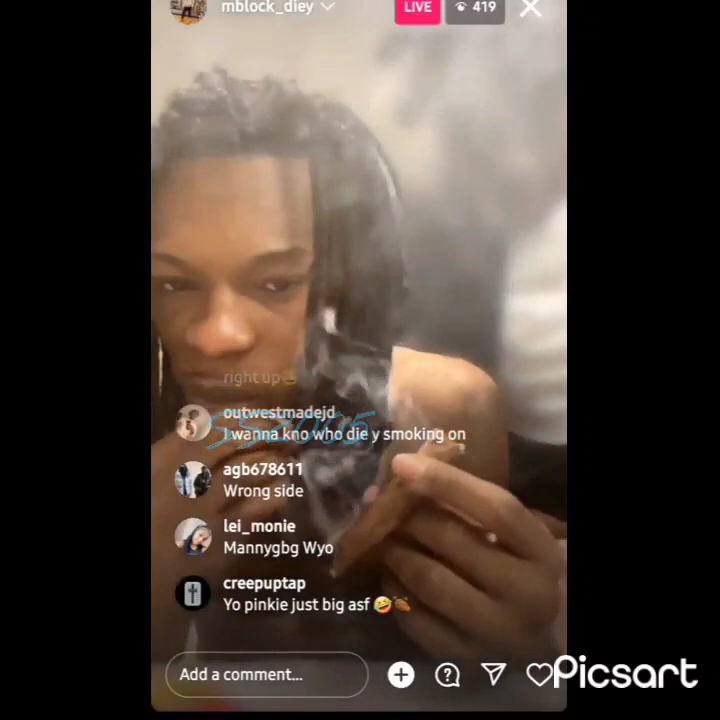 mblock_diey
LIVE
419
right up😂
outwestmadejd
I wanna kno who die y smoking on
SS3005
agb678611
Wrong side
lei_monie
Mannygbg Wyo
creepuptap
Yo pinkie just big asf 🤣👏🏾
Add a comment...
Picsart